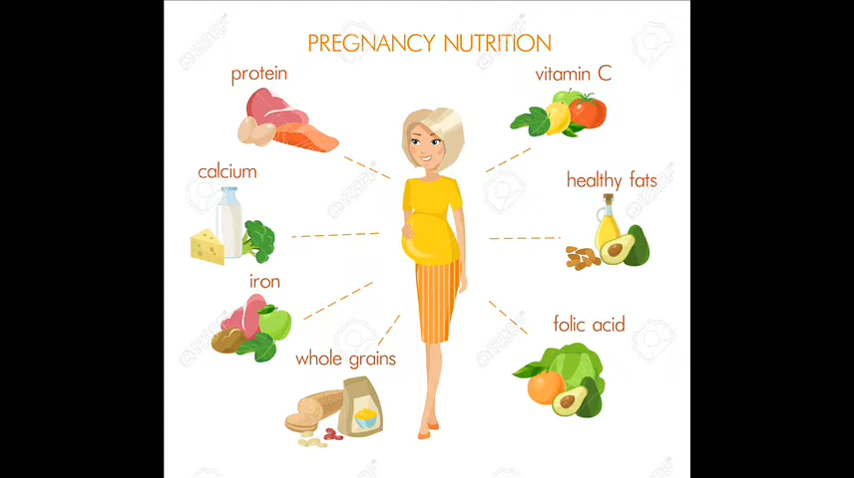 PREGNANCY NUTRITION
protein
vitamin C
calcium
healthy fats
iron
folic acid
whole grains